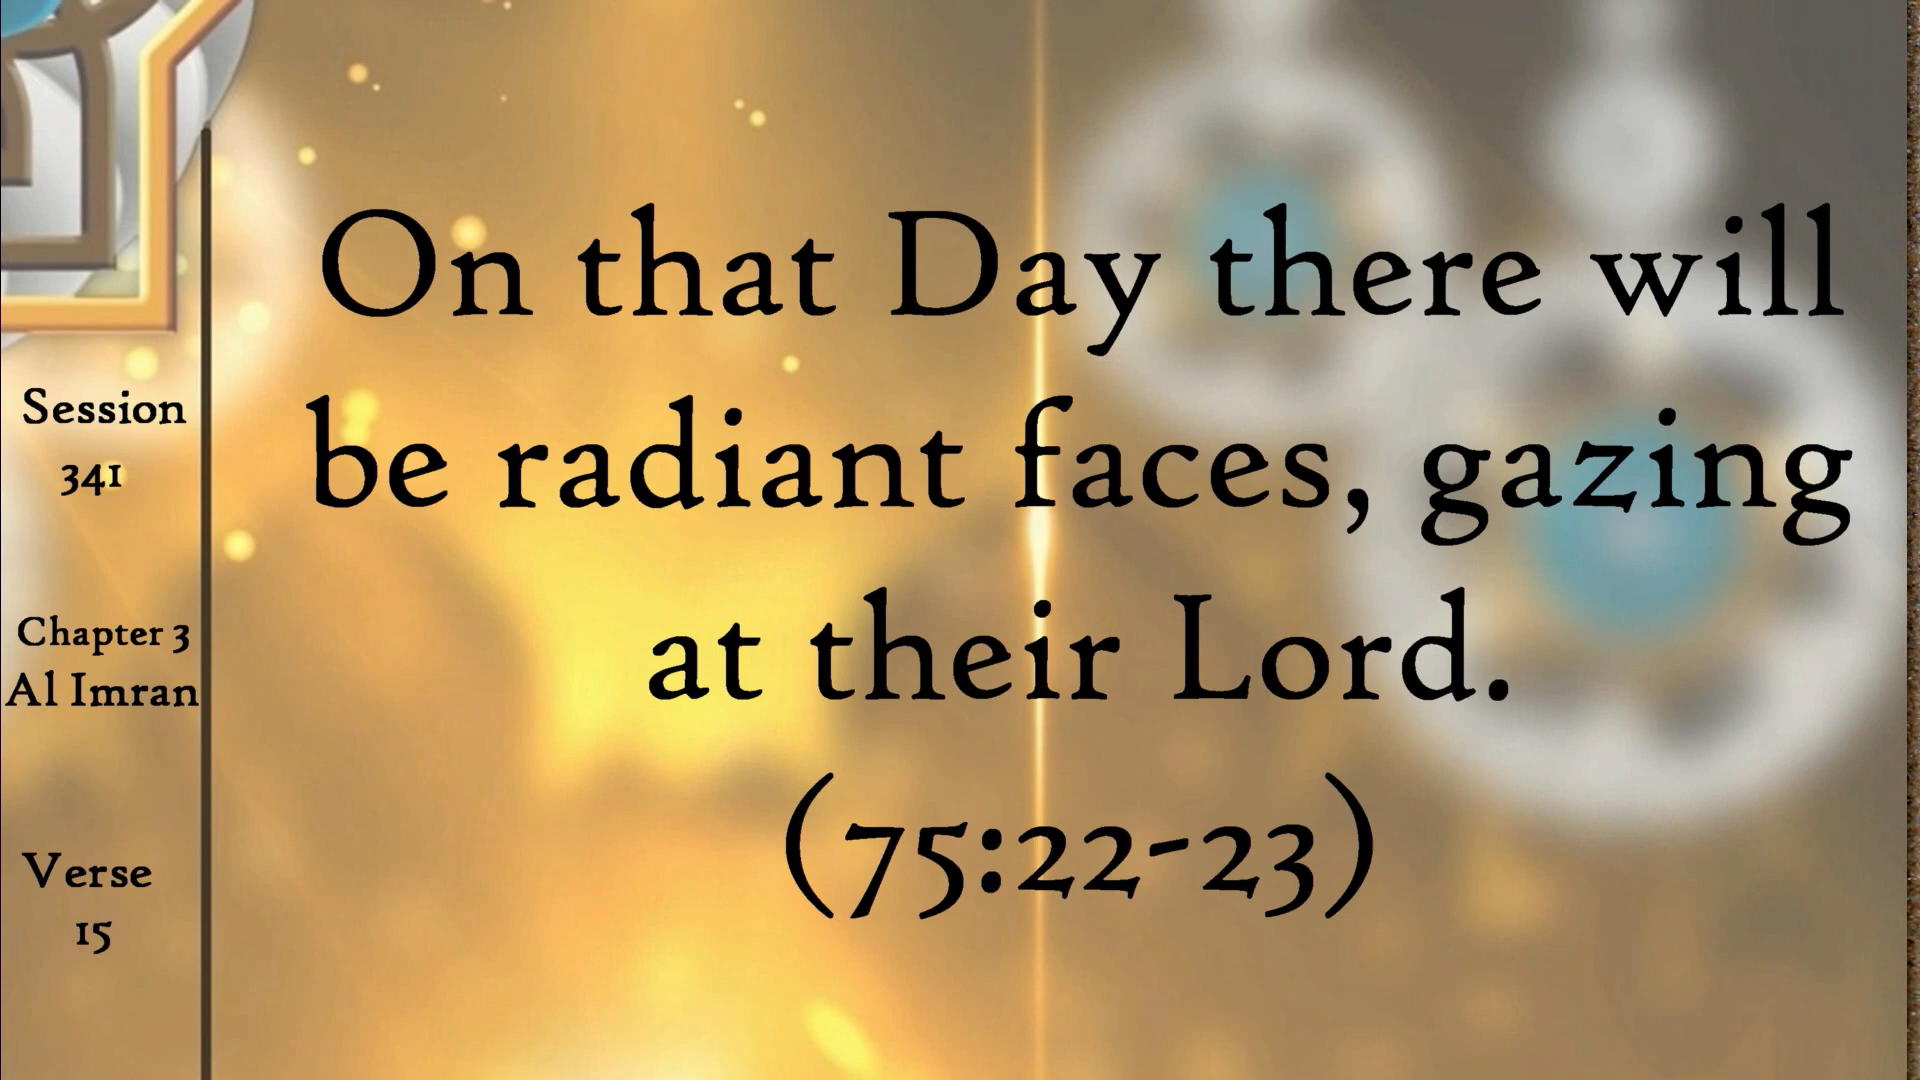 Session
341
Chapter 3
Al Imran
Verse
15
On that Day there will
be radiant faces, gazing
at their Lord.
(75:22-23)